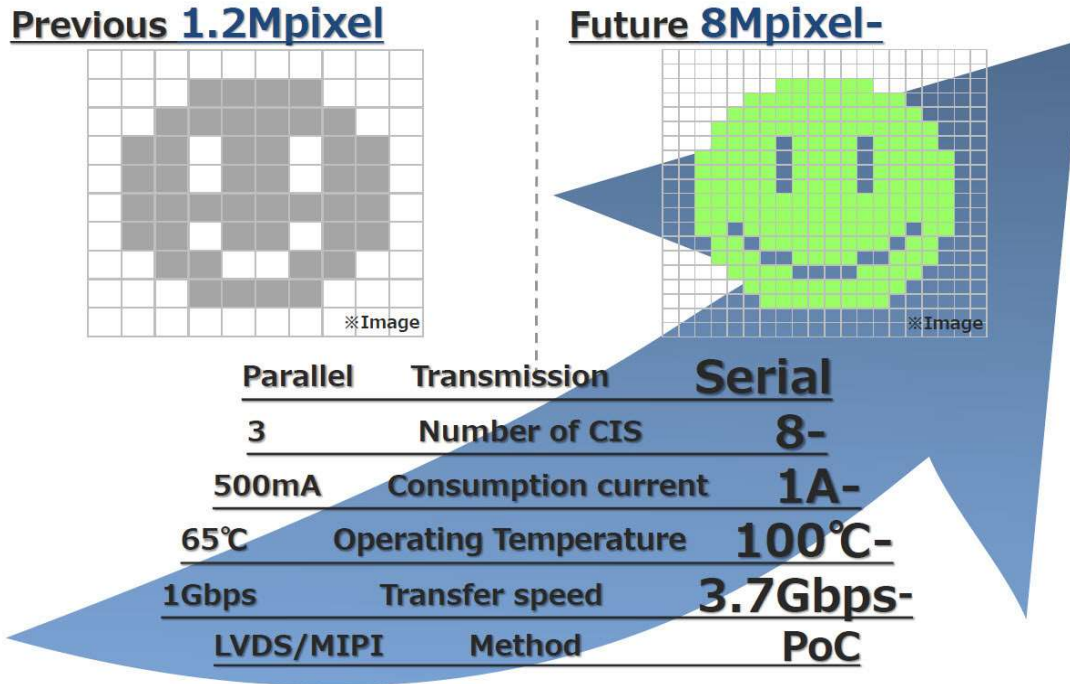 Previous 1.2Mpixel
Future 8Mpixel-
※Image
※Image
Parallel Transmission Serial
3 Number of CIS 8-
500mA Consumption current 1A-
65℃ Operating Temperature 100℃-
1Gbps Transfer speed 3.7Gbps-
LVDS/MIPI Method PoC